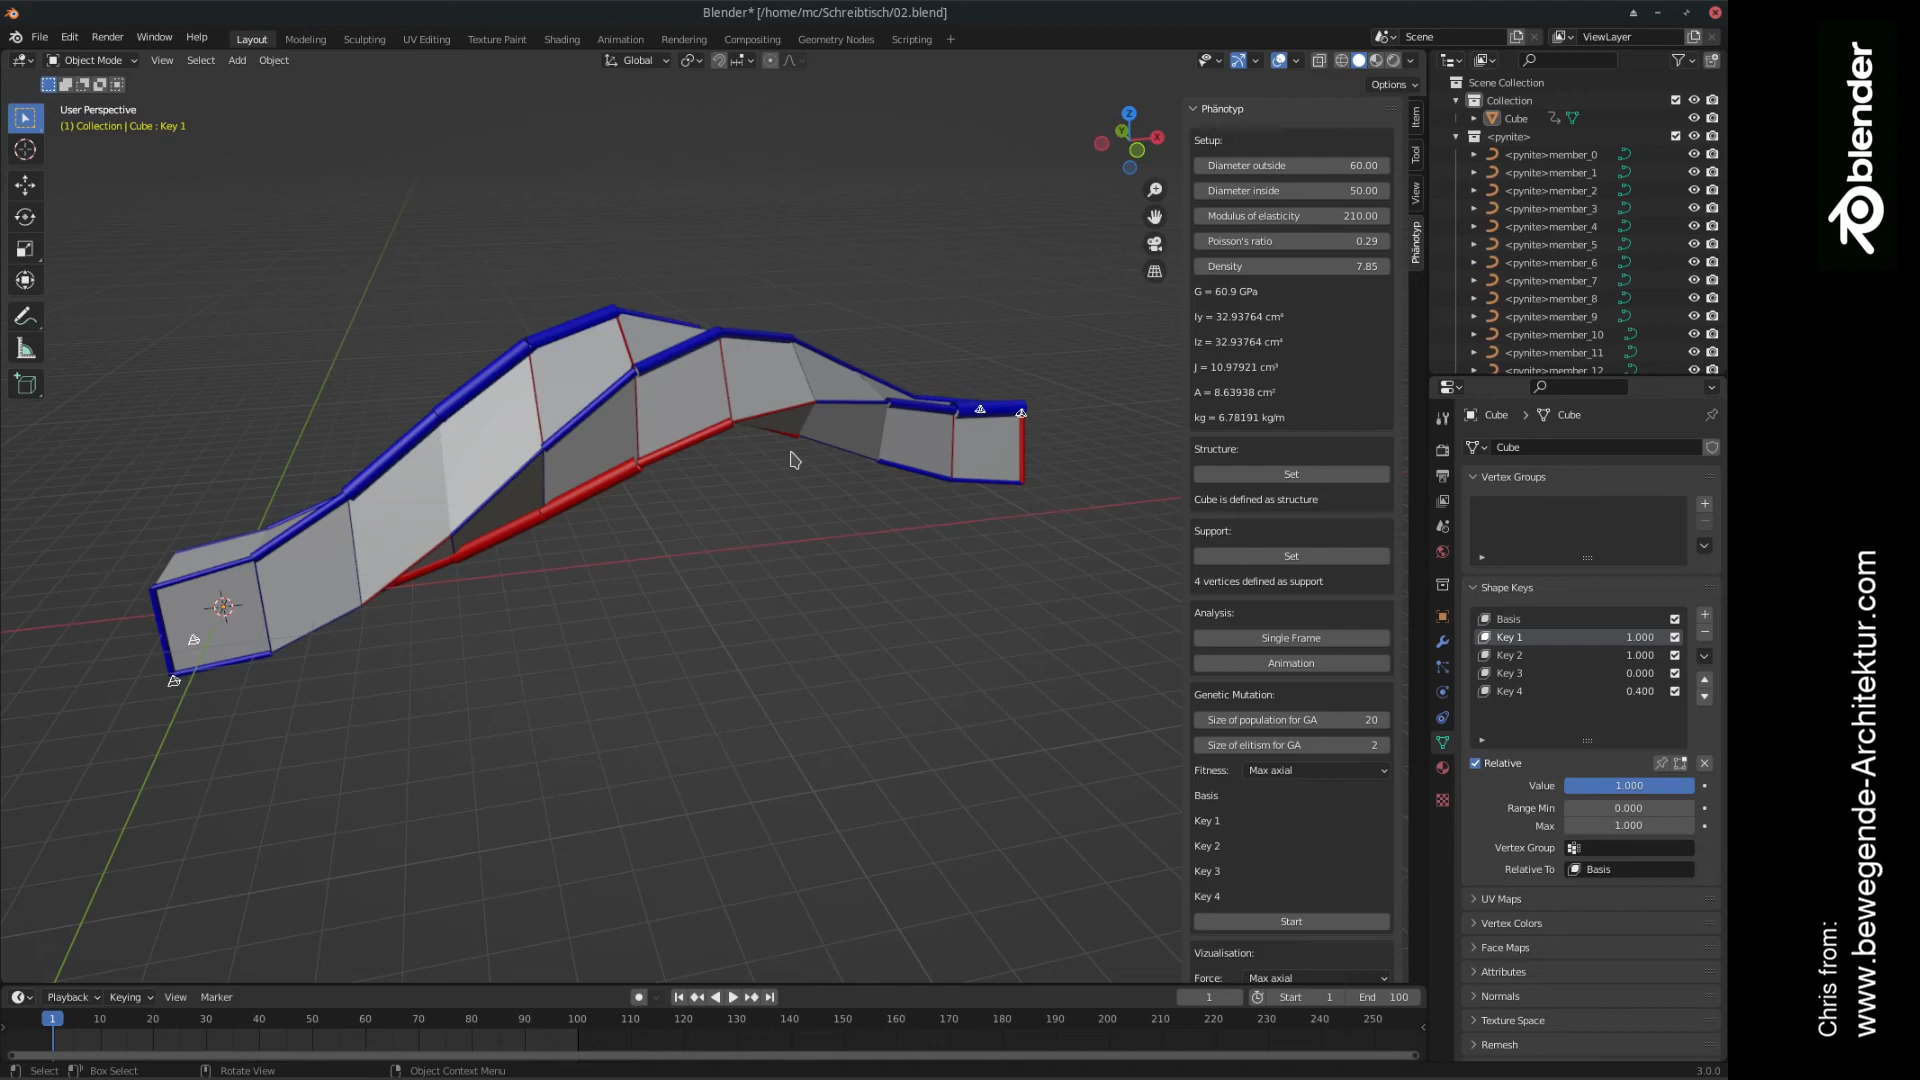 Blender* [/home/mc/Schreibtisch/02.blend]
File Edit Render Window Help
Layout Modeling Sculpting UV Editing Texture Paint Shading Animation Rendering Compositing Geometry Nodes Scripting +
Scene
ViewLayer
Object Mode View Select Add Object
Global
Options
User Perspective
(1) Collection | Cube : Key 1
Z
Y
X
Item
Tool
View
Phänotyp
Phänotyp
Setup:
Diameter outside 60.00
Diameter inside 50.00
Modulus of elasticity 210.00
Poisson's ratio 0.29
Density 7.85
G = 60.9 GPa
Iy = 32.93764 cm⁴
Iz = 32.93764 cm⁴
J = 10.97921 cm³
A = 8.63938 cm²
kg = 6.78191 kg/m
Structure:
Set
Cube is defined as structure
Support:
Set
4 vertices defined as support
Analysis:
Single Frame
Animation
Genetic Mutation:
Size of population for GA 20
Size of elitism for GA 2
Fitness: Max axial
Basis
Key 1
Key 2
Key 3
Key 4
Start
Vizualisation:
Force: Max axial
Scene Collection
Collection
Cube
<pynite>
<pynite>member_0
<pynite>member_1
<pynite>member_2
<pynite>member_3
<pynite>member_4
<pynite>member_5
<pynite>member_6
<pynite>member_7
<pynite>member_8
<pynite>member_9
<pynite>member_10
<pynite>member_11
<pynite>member_12
Cube > Cube
Cube
Vertex Groups
Shape Keys
Basis
Key 1 1.000
Key 2 1.000
Key 3 0.000
Key 4 0.400
Relative
Value 1.000
Range Min 0.000
Max 1.000
Vertex Group
Relative To Basis
UV Maps
Vertex Colors
Face Maps
Attributes
Normals
Texture Space
Remesh
Playback Keying View Marker
1 Start 1 End 100
1 10 20 30 40 50 60 70 80 90 100 110 120 130 140 150 160 170 180 190 200 210 220 230 240 250
Select Box Select Rotate View Object Context Menu
3.0.0
blender
Chris from:
www.bewegende-Architektur.com